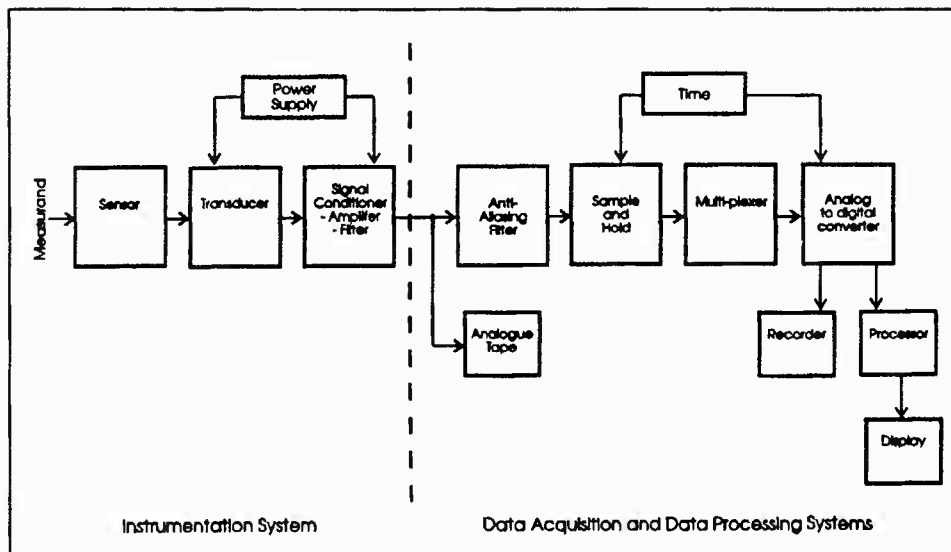 Power
Supply
Time
Measurand
Sensor
Transducer
Signal
Conditioner
- Amplifer
- Filter
Anti-
Aliasing
Filter
Sample
and
Hold
Multi-plexer
Analog
to digital
converter
Analogue
Tape
Recorder
Processor
Display
Instrumentation System
Data Acquisition and Data Processing Systems